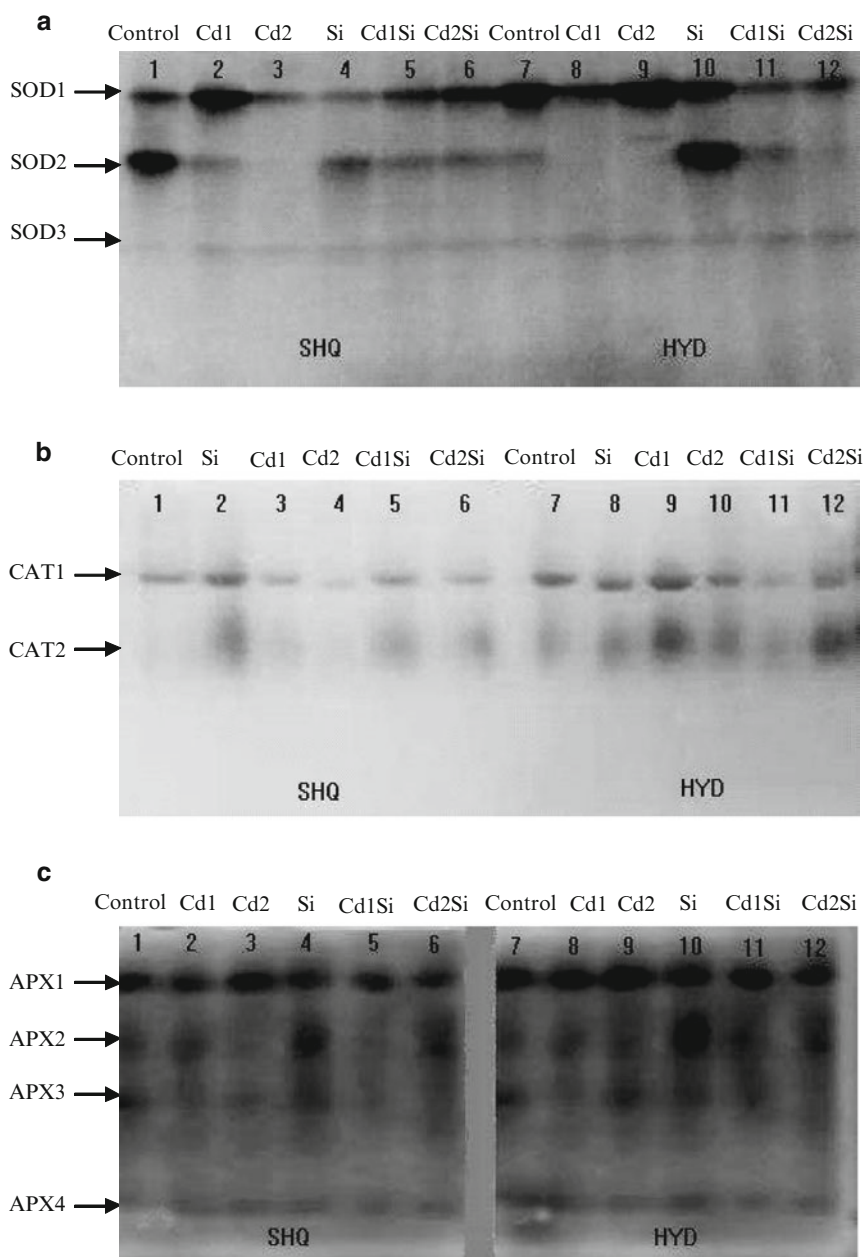 a
Control Cd1 Cd2 Si Cd1Si Cd2Si Control Cd1 Cd2 Si Cd1Si Cd2Si
1 2 3 4 5 6 7 8 9 10 11 12
SOD1
SOD2
SOD3
SHQ HYD
b
Control Si Cd1 Cd2 Cd1Si Cd2Si Control Si Cd1 Cd2 Cd1Si Cd2Si
1 2 3 4 5 6 7 8 9 10 11 12
CAT1
CAT2
SHQ HYD
c
Control Cd1 Cd2 Si Cd1Si Cd2Si Control Cd1 Cd2 Si Cd1Si Cd2Si
1 2 3 4 5 6 7 8 9 10 11 12
APX1
APX2
APX3
APX4
SHQ HYD